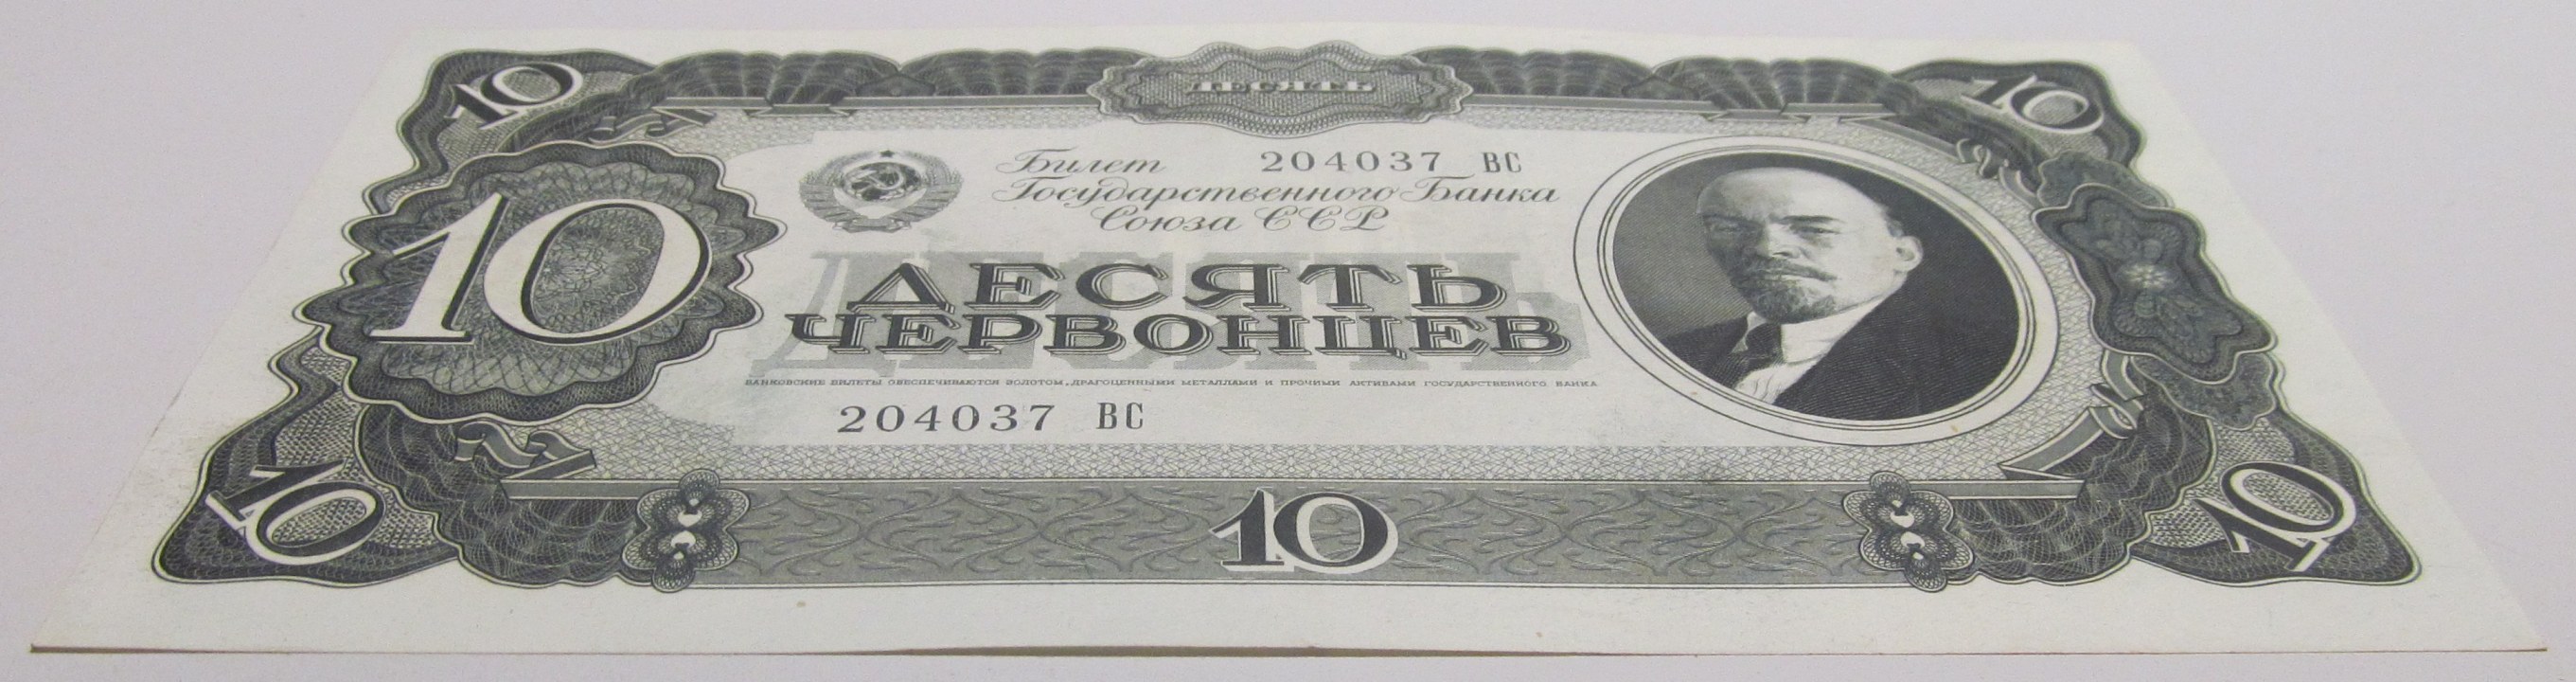 10 ДЕСЯТЬ 10
Билет 204037 ВС
Государственного Банка
Союза ССР
10
ДЕСЯТЬ
ДЕСЯТЬ
ЧЕРВОНЦЕВ
БАНКОВСКИЕ БИЛЕТЫ ОБЕСПЕЧИВАЮТСЯ ЗОЛОТОМ, ДРАГОЦЕННЫМИ МЕТАЛЛАМИ И ПРОЧИМИ АКТИВАМИ ГОСУДАРСТВЕННОГО БАНКА
204037 ВС
10 10 10